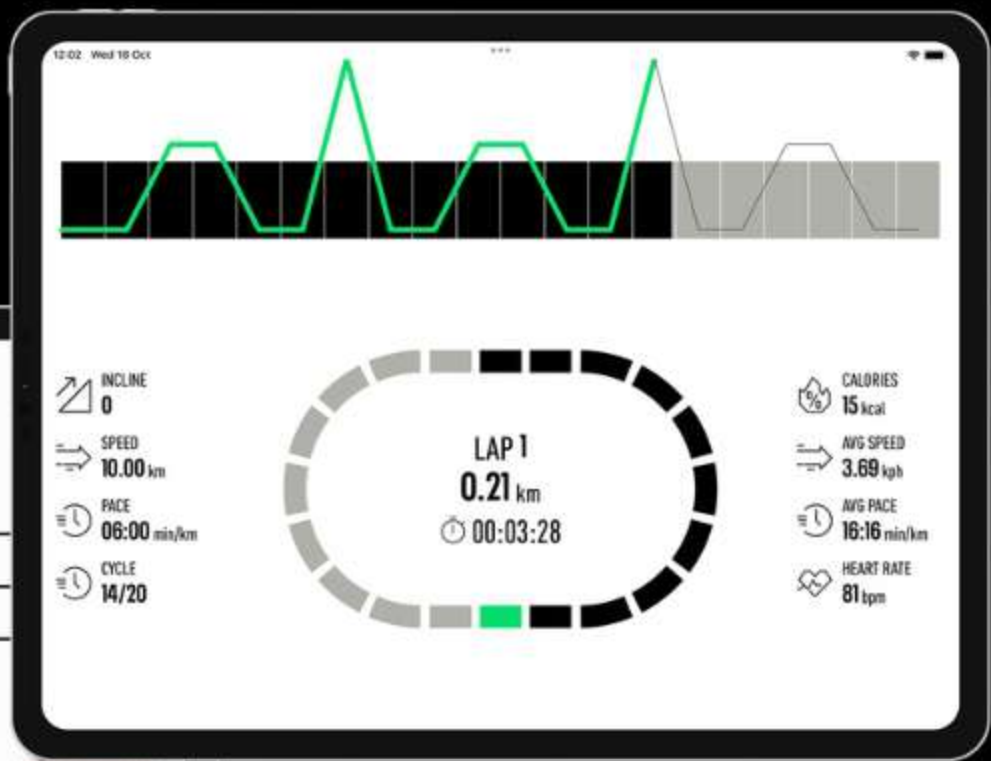 12:02 Wed 18 Oct
INCLINE
0
SPEED
10.00 km
PACE
06:00 min/km
CYCLE
14/20
LAP 1
0.21 km
00:03:28
CALORIES
%
15 kcal
AVG SPEED
3.69 kph
AVG PACE
16:16 min/km
HEART RATE
81 bpm